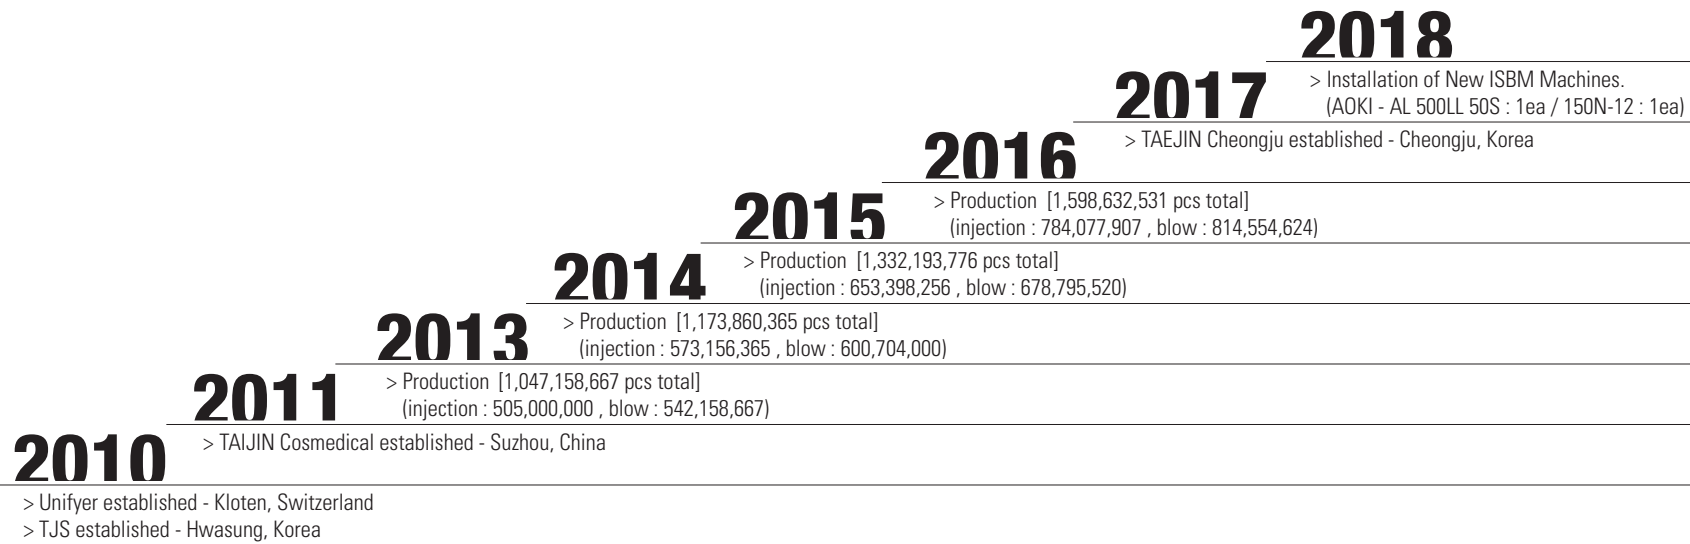 2018
> Installation of New ISBM Machines.
(AOKI - AL 500LL 50S : 1ea / 150N-12 : 1ea)
2017
> TAEJIN Cheongju established - Cheongju, Korea
2016
> Production [1,598,632,531 pcs total]
(injection : 784,077,907 , blow : 814,554,624)
2015
> Production [1,332,193,776 pcs total]
(injection : 653,398,256 , blow : 678,795,520)
2014
> Production [1,173,860,365 pcs total]
(injection : 573,156,365 , blow : 600,704,000)
2013
> Production [1,047,158,667 pcs total]
(injection : 505,000,000 , blow : 542,158,667)
2011
> TAIJIN Cosmedical established - Suzhou, China
2010
> Unifyer established - Kloten, Switzerland
> TJS established - Hwasung, Korea